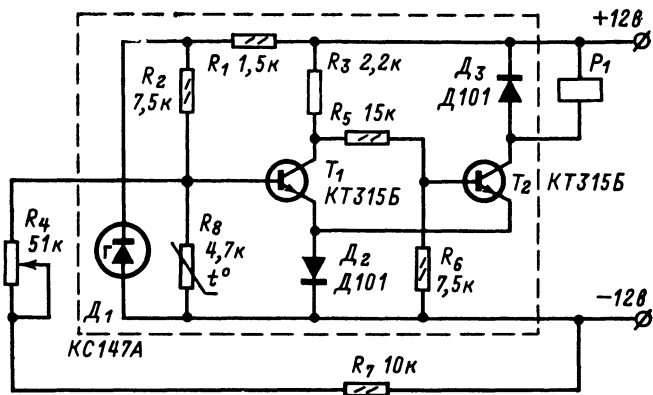 +12в
R1 1,5к
R2
7,5к
R3 2,2к
Д3
Д101
P1
R5 15к
T1
КТ315Б
T2 КТ315Б
R4
51к
R8
4,7к
t°
Д2
Д101
R6
7,5к
Д1
КС147А
−12в
R7 10к